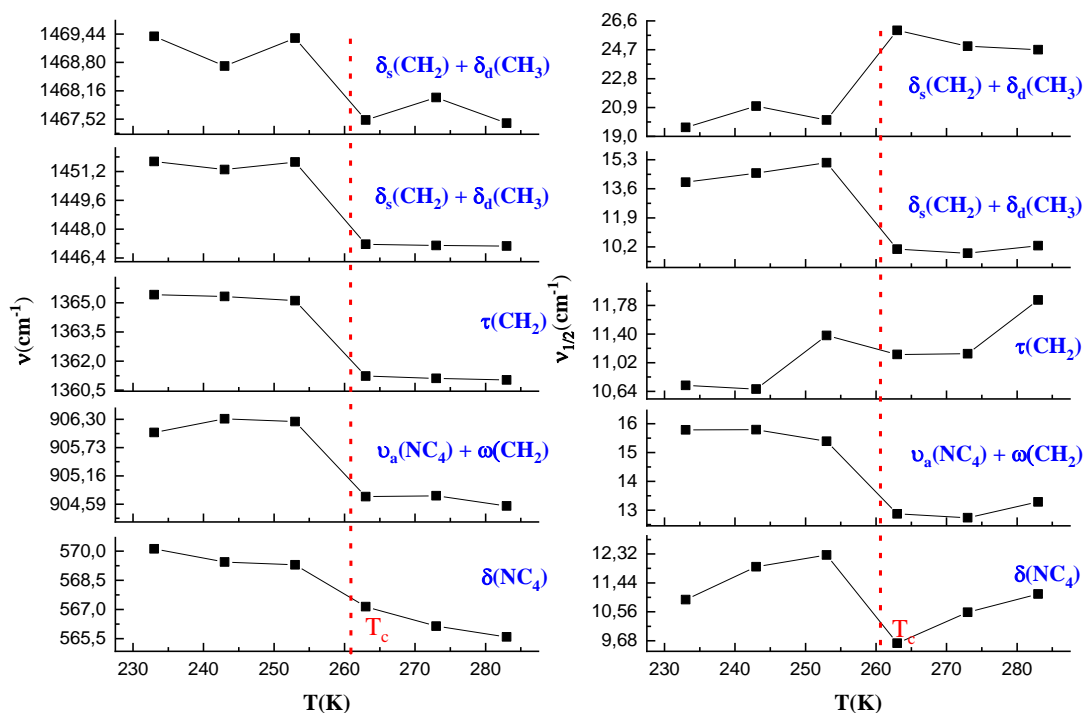 ν(cm⁻¹)
1469,44
1468,80
1468,16
1467,52
δₛ(CH₂) + δ_d(CH₃)
1451,2
1449,6
1448,0
1446,4
δₛ(CH₂) + δ_d(CH₃)
1365,0
1363,5
1362,0
1360,5
τ(CH₂)
906,30
905,73
905,16
904,59
υₐ(NC₄) + ω(CH₂)
570,0
568,5
567,0
565,5
δ(NC₄)
T_c
230 240 250 260 270 280
T(K)
ν₁/₂(cm⁻¹)
26,6
24,7
22,8
20,9
19,0
δₛ(CH₂) + δ_d(CH₃)
15,3
13,6
11,9
10,2
δₛ(CH₂) + δ_d(CH₃)
11,78
11,40
11,02
10,64
τ(CH₂)
16
15
14
13
υₐ(NC₄) + ω(CH₂)
12,32
11,44
10,56
9,68
δ(NC₄)
T_c
230 240 250 260 270 280
T(K)